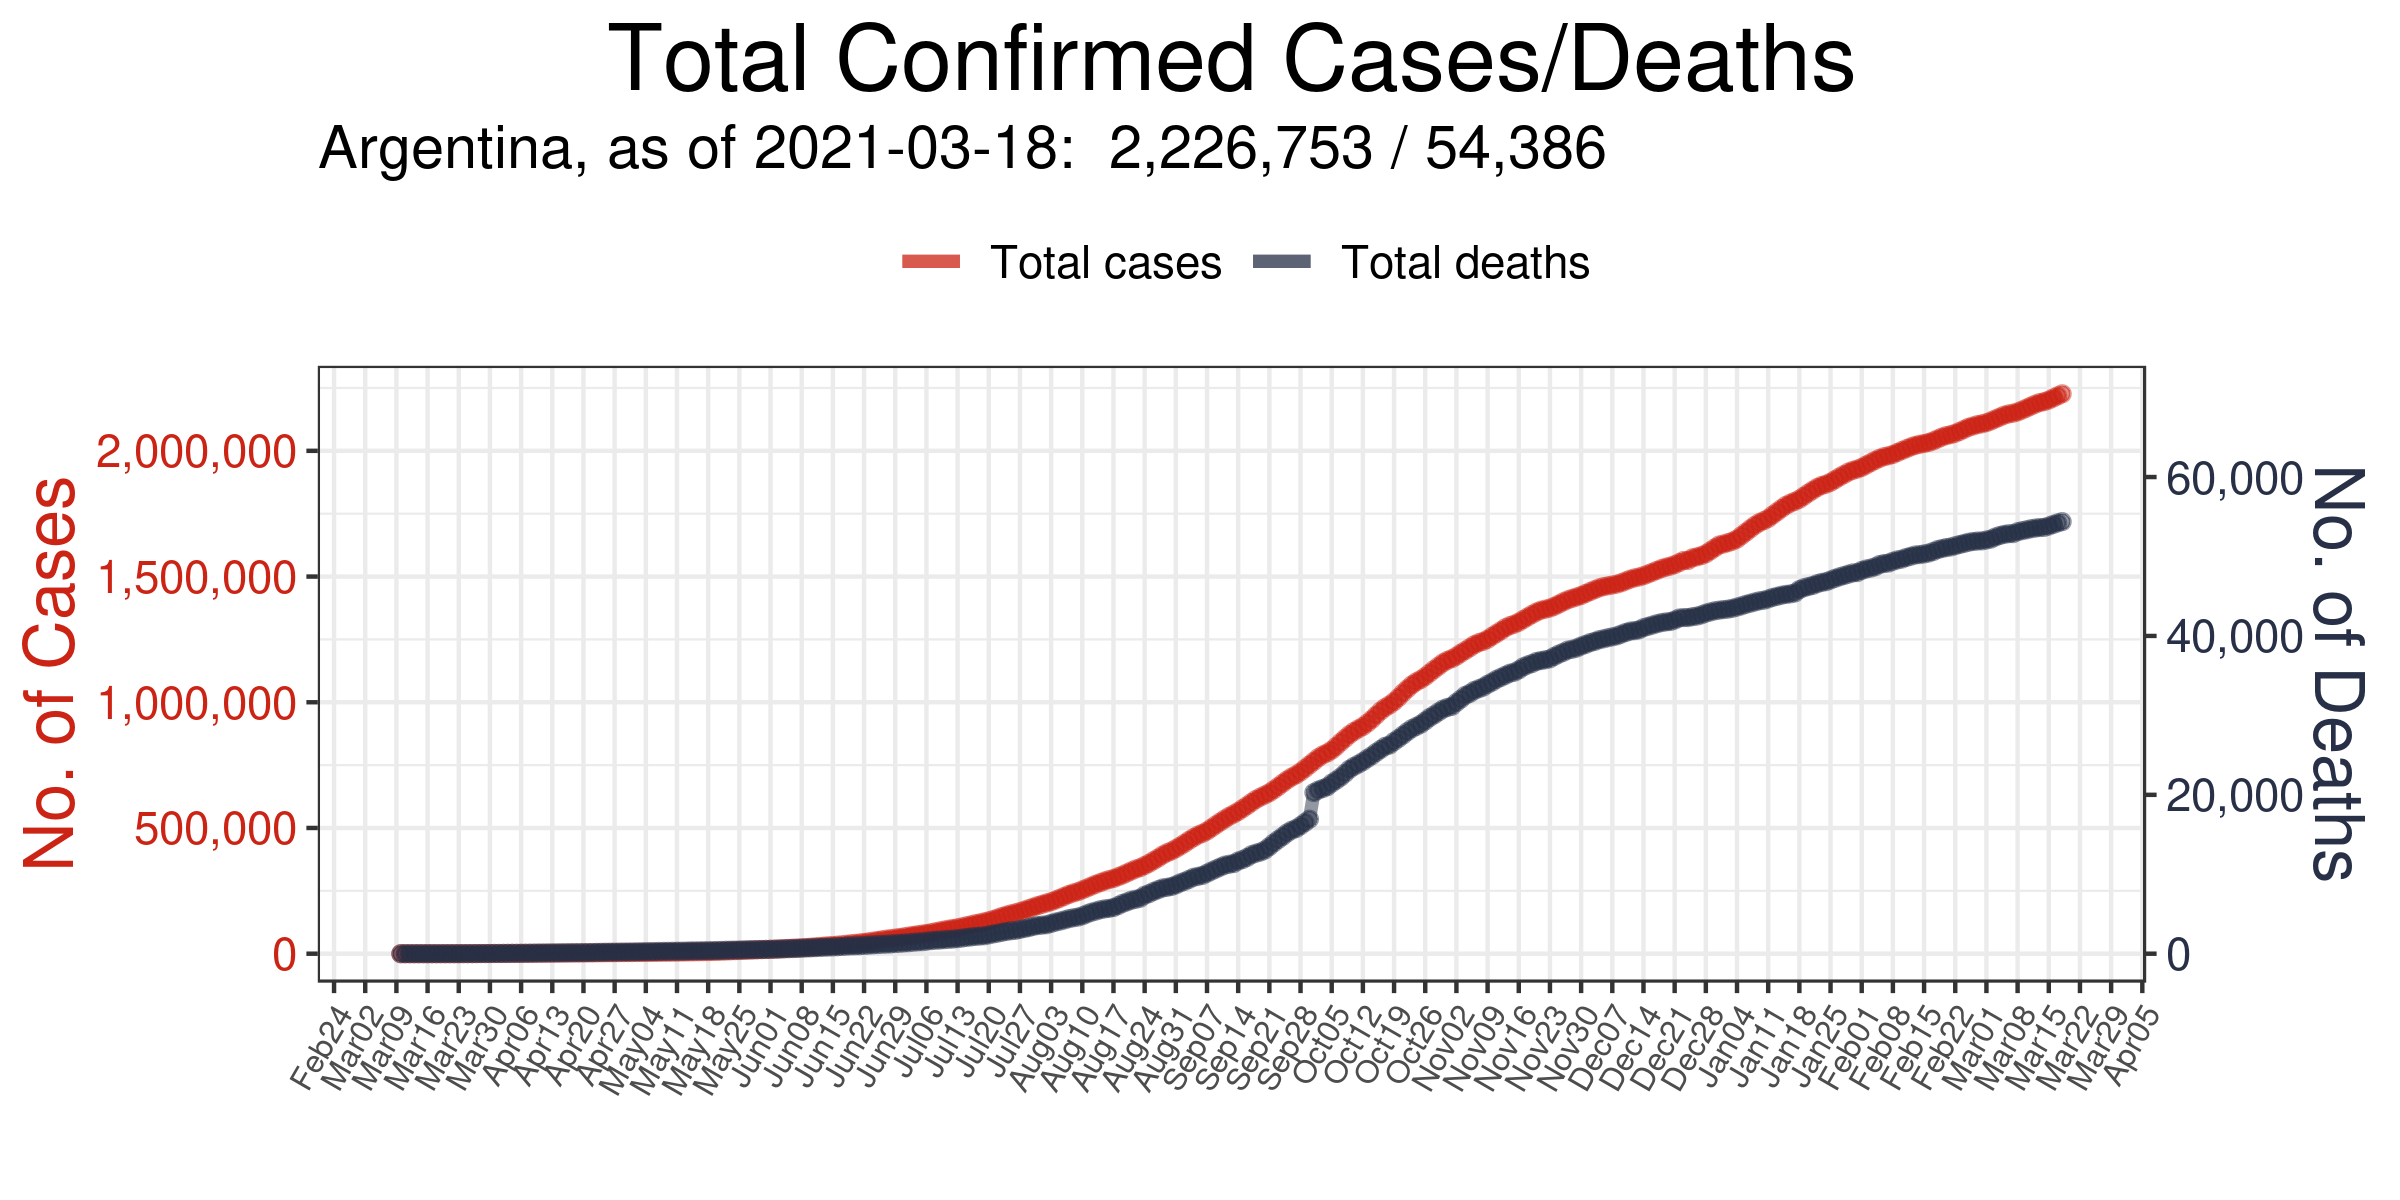 Total Confirmed Cases/Deaths
Argentina, as of 2021-03-18:  2,226,753 / 54,386
Total cases
Total deaths
No. of Cases
2,000,000
1,500,000
1,000,000
500,000
0
60,000
40,000
20,000
0
No. of Deaths
Feb24
Mar02
Mar09
Mar16
Mar23
Mar30
Apr06
Apr13
Apr20
Apr27
May04
May11
May18
May25
Jun01
Jun08
Jun15
Jun22
Jun29
Jul06
Jul13
Jul20
Jul27
Aug03
Aug10
Aug17
Aug24
Aug31
Sep07
Sep14
Sep21
Sep28
Oct05
Oct12
Oct19
Oct26
Nov02
Nov09
Nov16
Nov23
Nov30
Dec07
Dec14
Dec21
Dec28
Jan04
Jan11
Jan18
Jan25
Feb01
Feb08
Feb15
Feb22
Mar01
Mar08
Mar15
Mar22
Mar29
Apr05